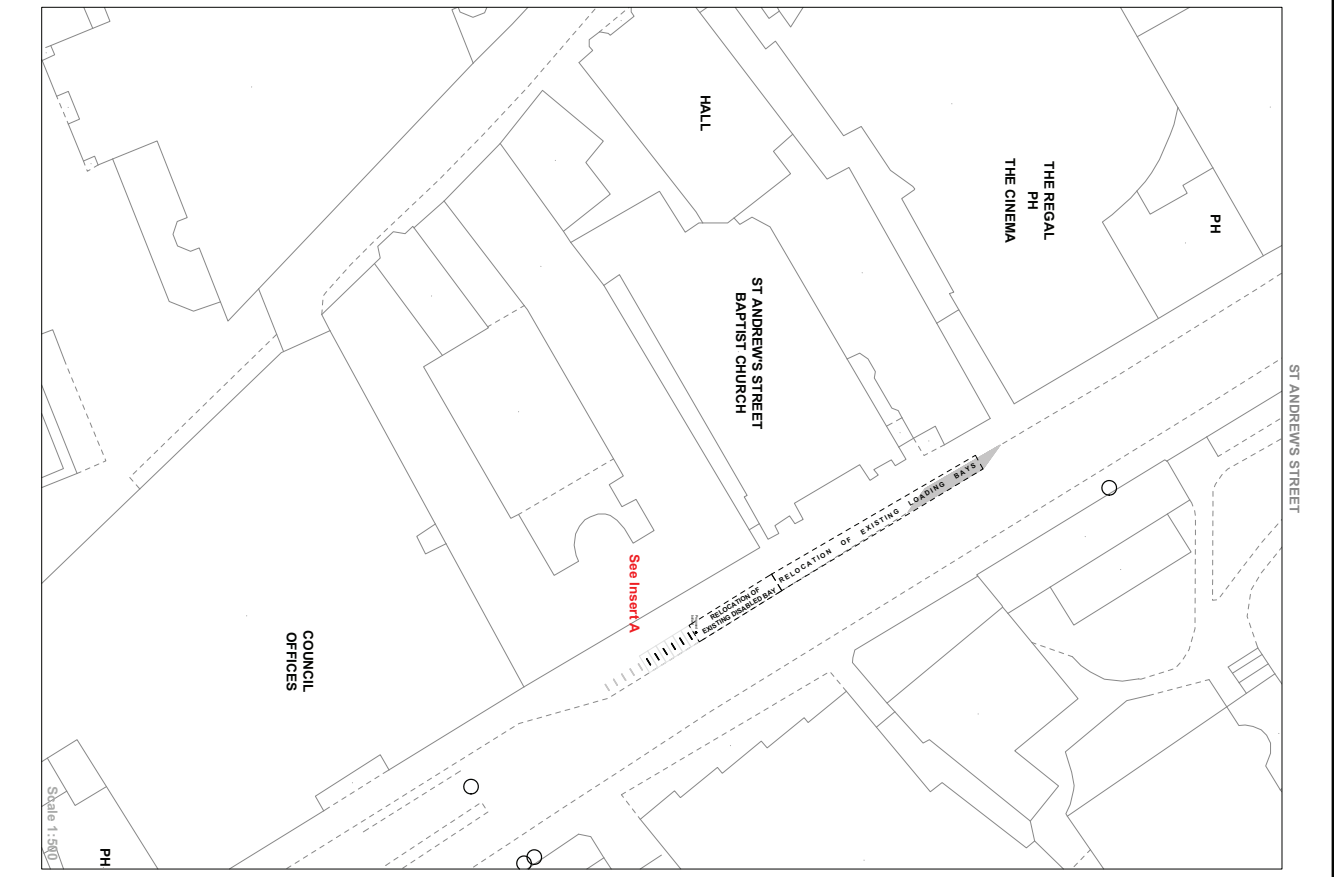 HALL
THE REGAL
PH
THE CINEMA
PH
ST ANDREW'S STREET
BAPTIST CHURCH
ST ANDREW'S STREET
RELOCATION OF EXISTING LOADING BAYS
RELOCATION OF
EXISTING DISABLED BAY
See Insert A
COUNCIL
OFFICES
Scale 1:500
PH